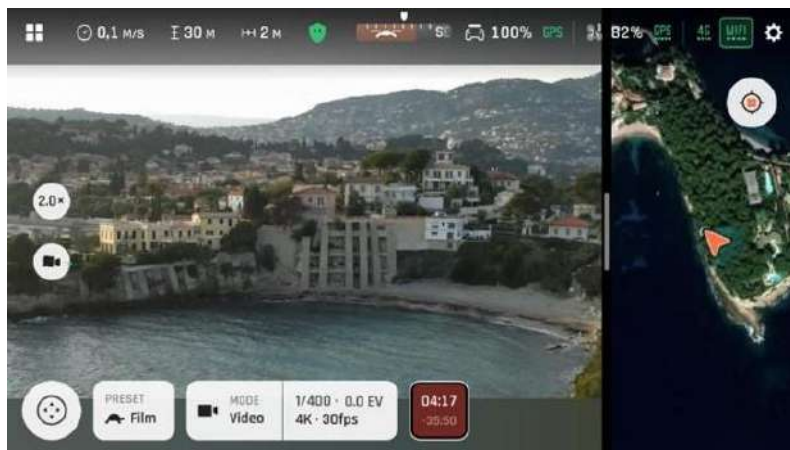 0,1 M/S
30 M
2 M
SE
100%
GPS
82%
GPS
4G
WIFI
2.0×
PRESET
Film
MODE
Video
1/400 · 0.0 EV
4K · 30fps
04:17
-35:50